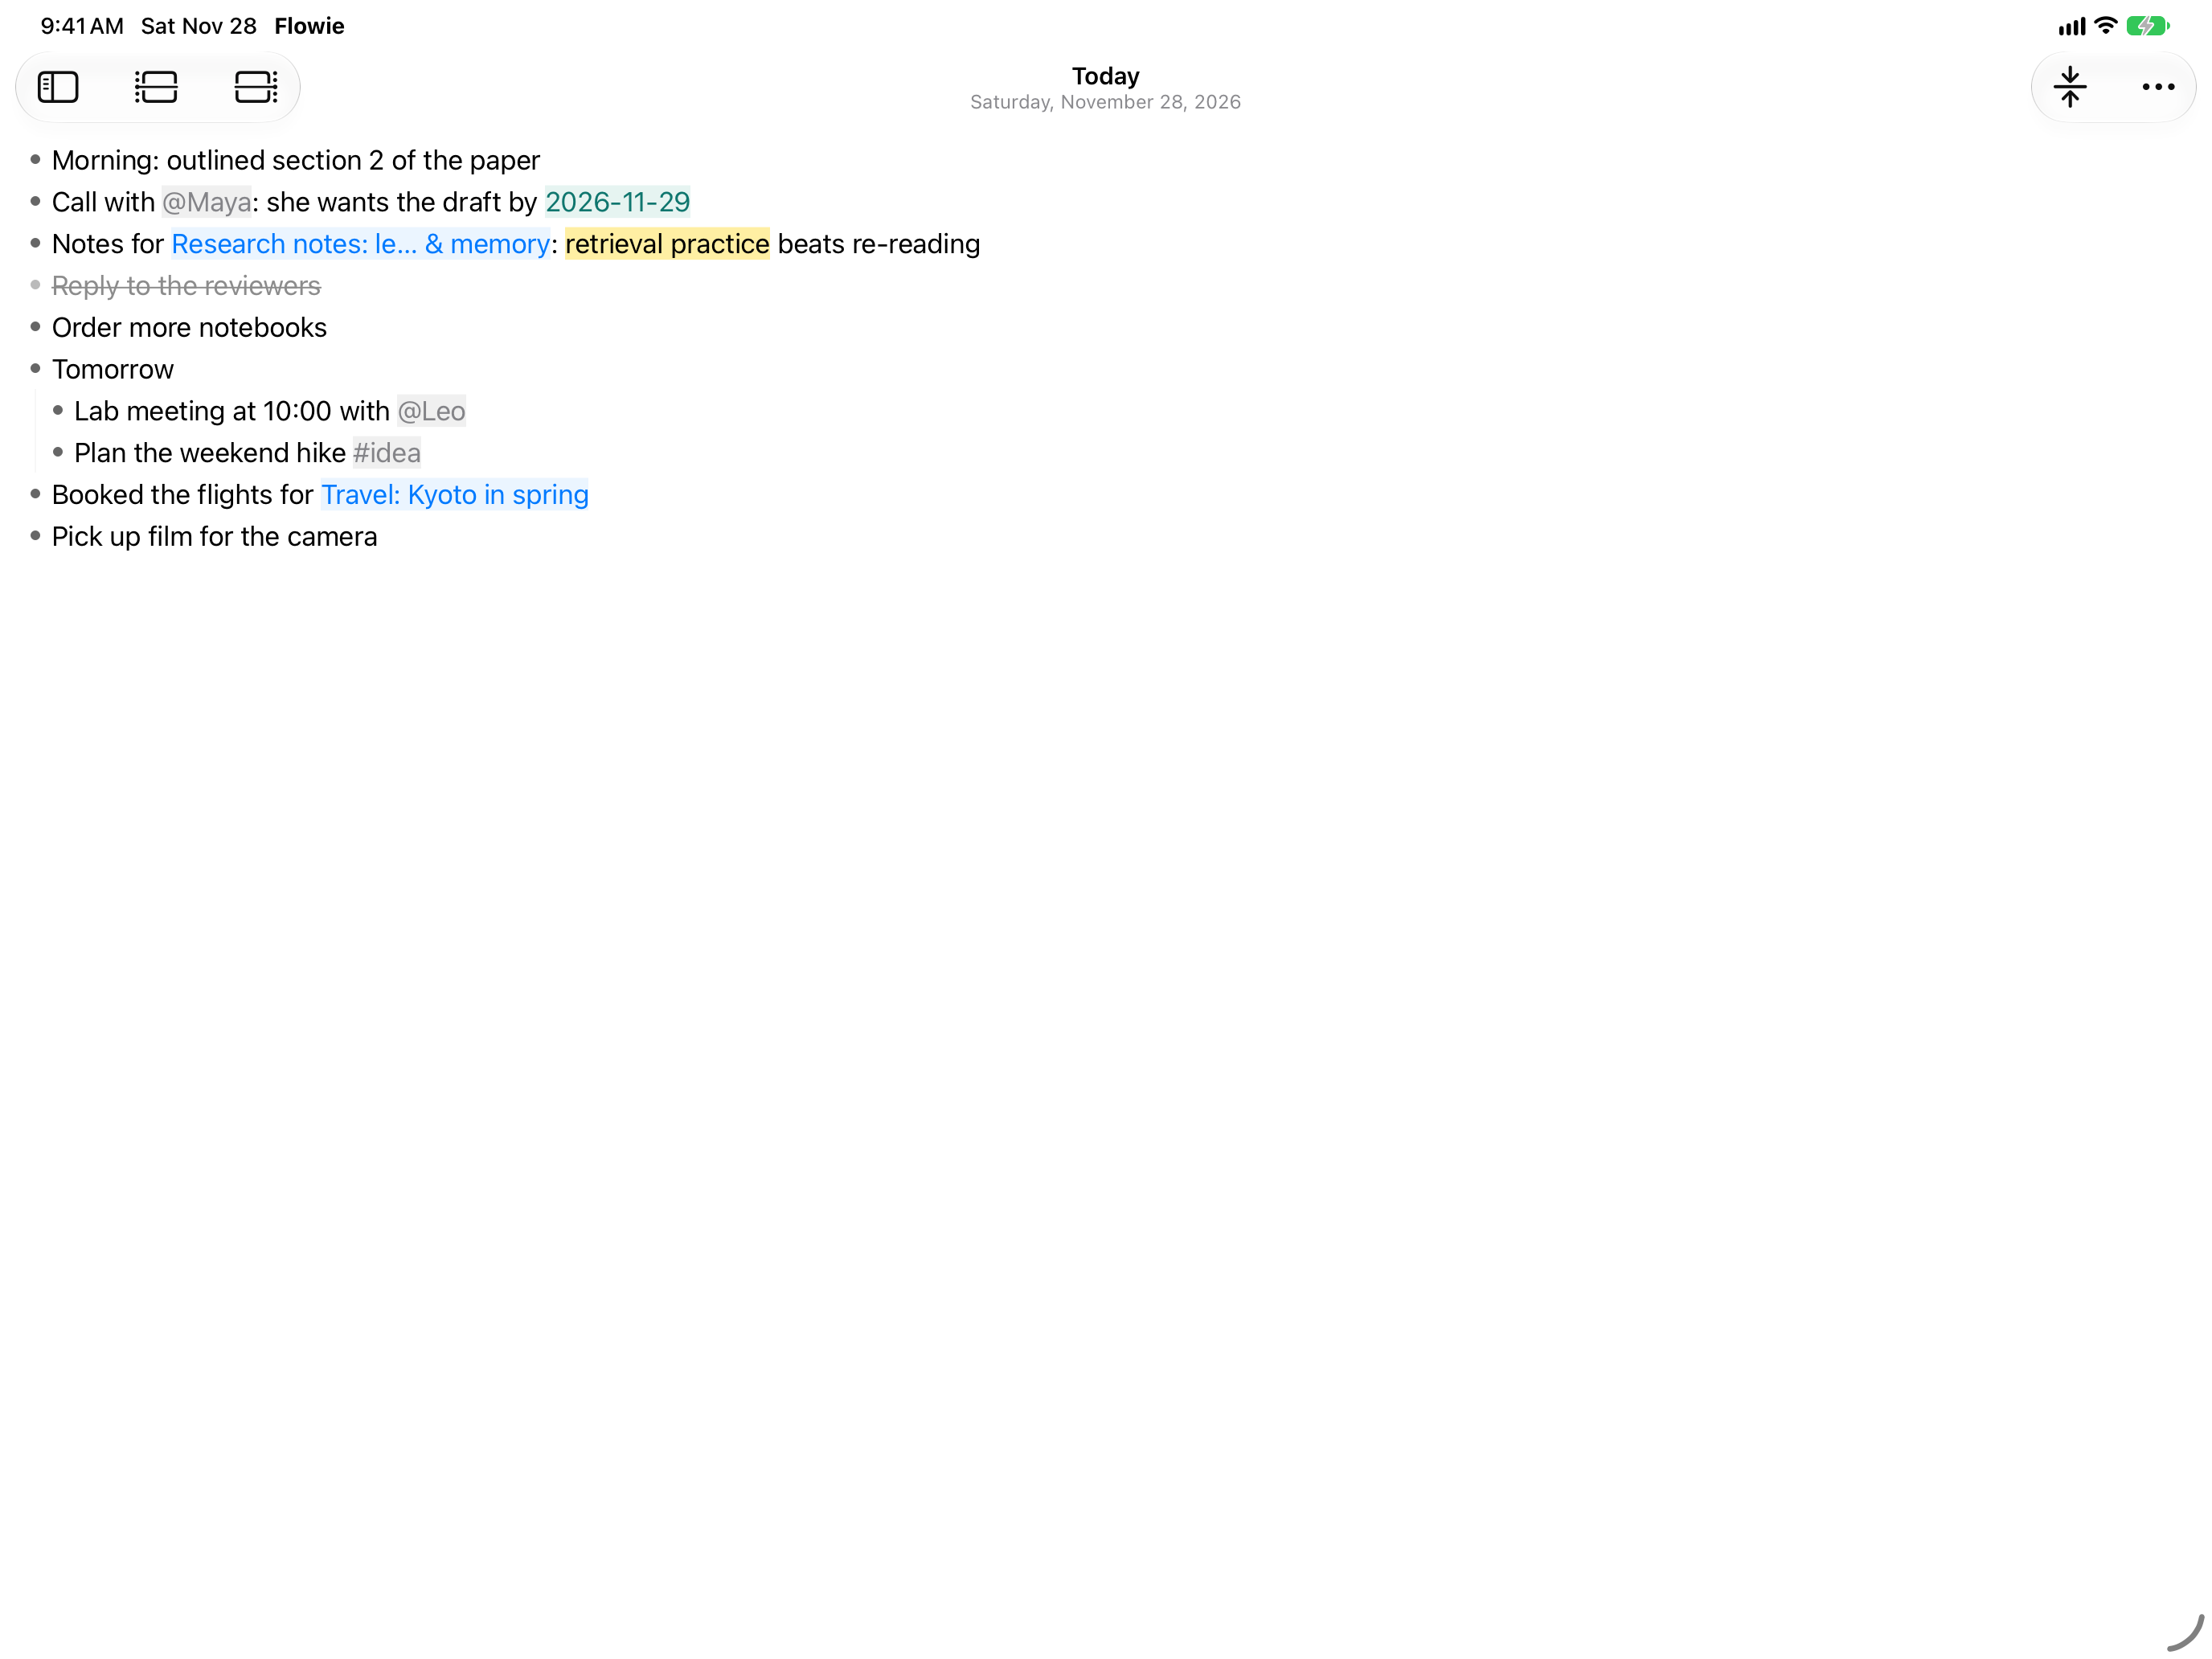 9:41 AM Sat Nov 28 Flowie
Today
Saturday, November 28, 2026
Morning: outlined section 2 of the paper
Call with @Maya: she wants the draft by 2026-11-29
Notes for Research notes: le... & memory: retrieval practice beats re-reading
Reply to the reviewers
Order more notebooks
Tomorrow
Lab meeting at 10:00 with @Leo
Plan the weekend hike #idea
Booked the flights for Travel: Kyoto in spring
Pick up film for the camera